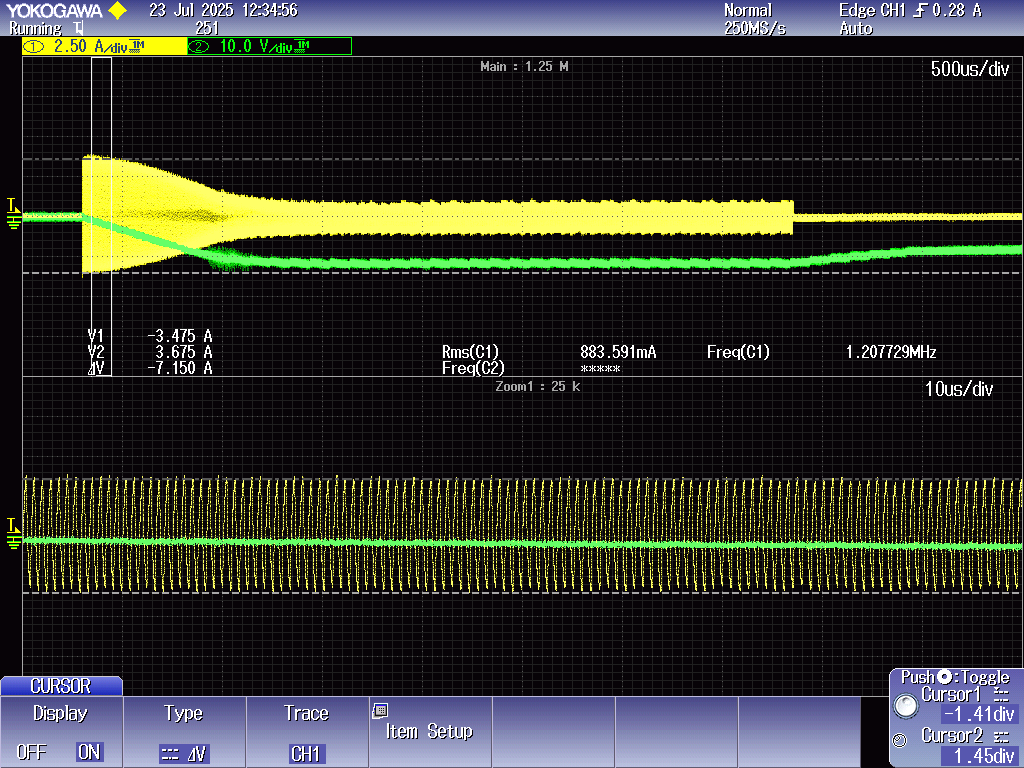 YOKOGAWA 23 Jul 2025 12:34:56 Normal Edge CH1 0.28 A
Running 251 250MS/s Auto
1 2.50 A/div 1M 2 10.0 V/div 1M
Main : 1.25 M 500us/div
T
V1 -3.475 A
V2 3.675 A Rms(C1) 883.591mA Freq(C1) 1.207729MHz
ΔV -7.150 A Freq(C2) *****
Zoom1 : 25 k 10us/div
T
CURSOR
Display Type Trace Item Setup
OFF ON ΔV CH1
Push :Toggle
Cursor1
-1.41div
Cursor2
1.45div